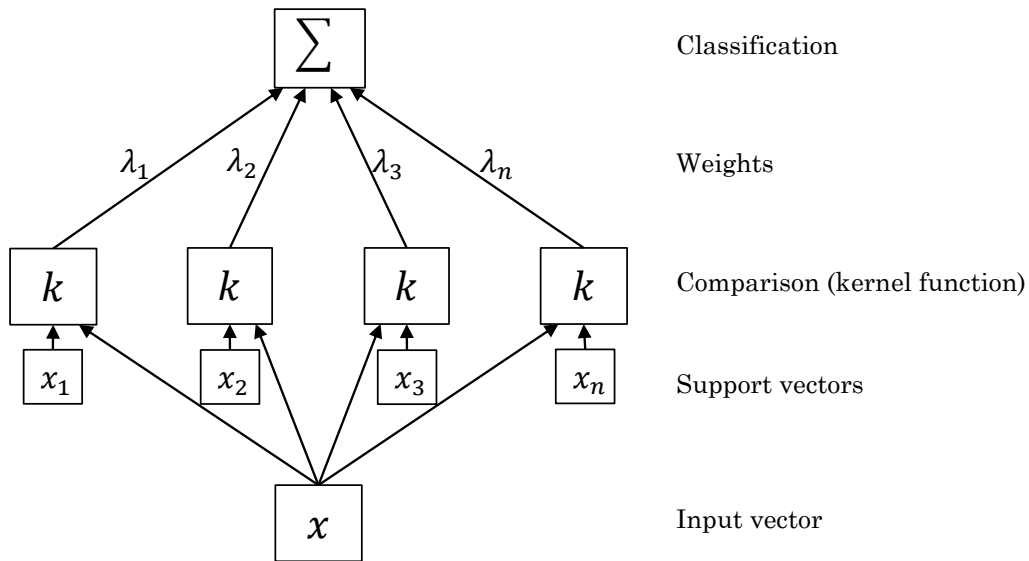 ∑ Classification
λ₁ λ₂ λ₃ λₙ Weights
k k k k Comparison (kernel function)
x₁ x₂ x₃ xₙ Support vectors
x Input vector